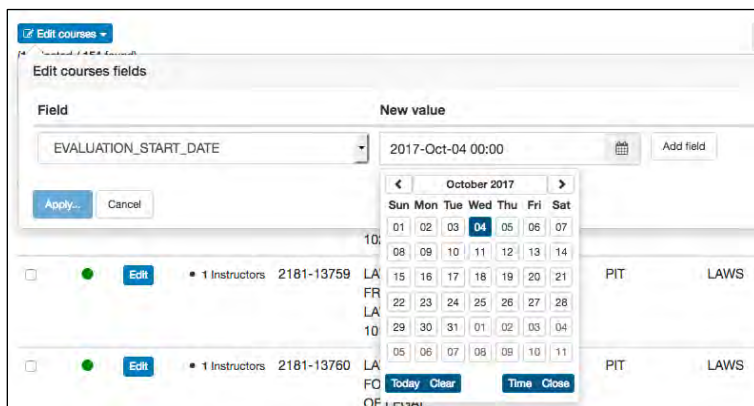 Edit courses
Edit courses fields
Field New value
EVALUATION_START_DATE 2017-Oct-04 00:00 Add field
October 2017
Sun Mon Tue Wed Thu Fri Sat
Apply... Cancel 01 02 03 04 05 06 07
08 09 10 11 12 13 14
Edit 1 Instructors 2181-13759 15 16 17 18 19 20 21 PIT LAWS
22 23 24 25 26 27 28
29 30 31 01 02 03 04
05 06 07 08 09 10 11
Edit 1 Instructors 2181-13760 Today Clear Time Close PIT LAWS